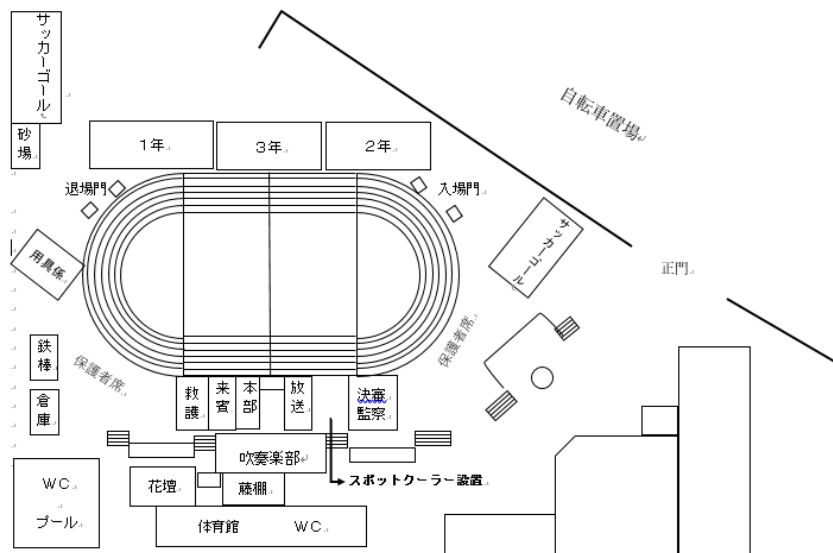 サッカーゴール
砂場
自転車置場
1年
3年
2年
退場門
入場門
用具係
サッカーゴール
正門
保護者席
保護者席
鉄棒
倉庫
救護
来賓
本部
放送
決審
監察
吹奏楽部
スポットクーラー設置
WC
プール
花壇
藤棚
体育館 WC